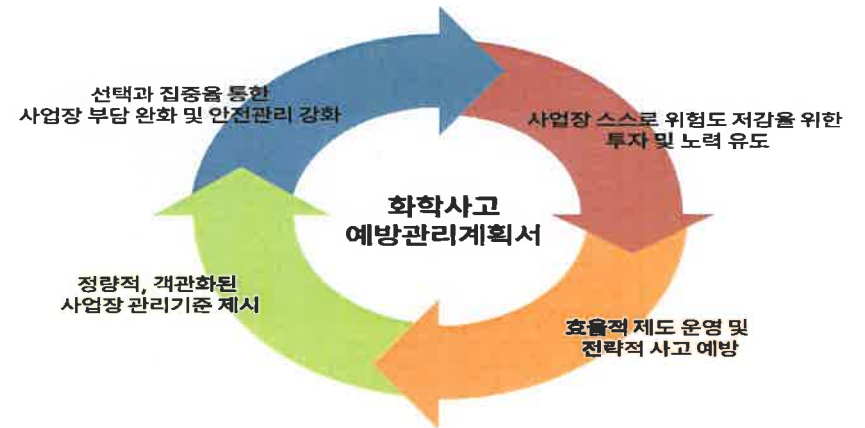 선택과 집중을 통한
사업장 부담 완화 및 안전관리 강화
사업장 스스로 위험도 저감을 위한
투자 및 노력 유도
화학사고
예방관리계획서
정량적, 객관화된
사업장 관리기준 제시
효율적 제도 운영 및
전략적 사고 예방